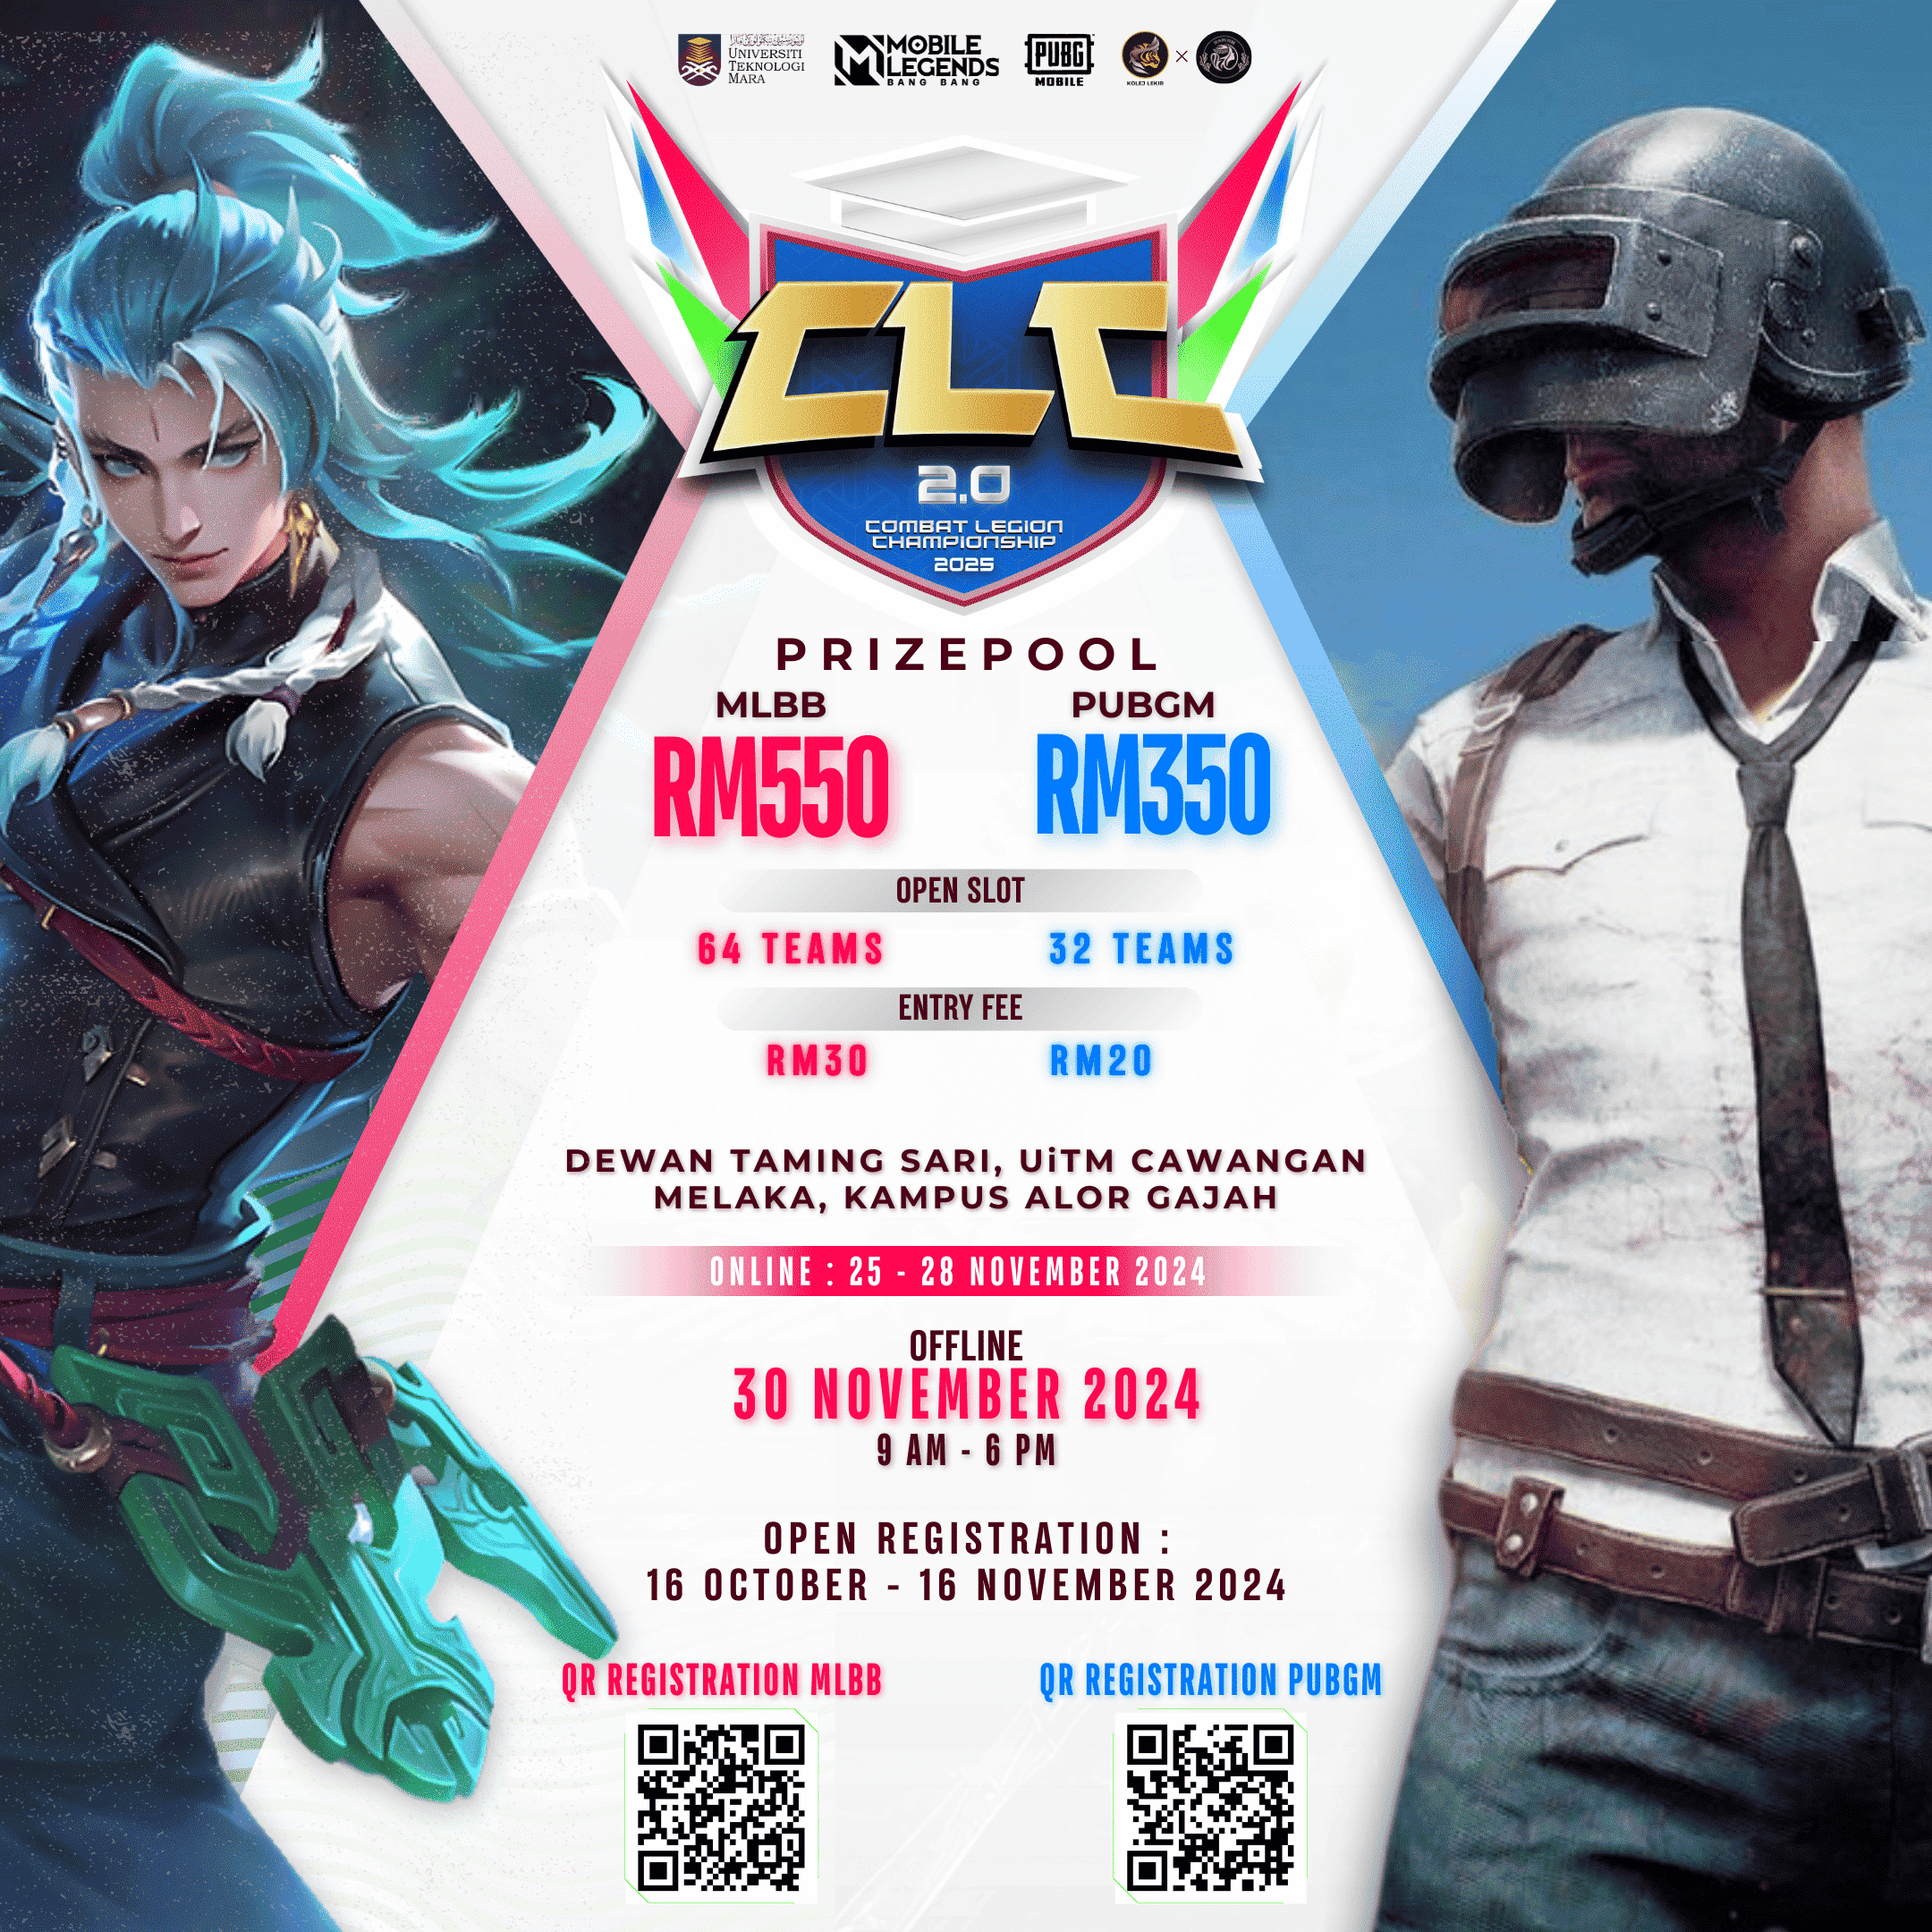 UNIVERSITI
TEKNOLOGI
MARA
MOBILE
LEGENDS
BANG BANG
PUBG
MOBILE
KOLEJ LEKIR
×
CLC
2.0
COMBAT LEGION
CHAMPIONSHIP
2025
PRIZEPOOL
MLBB
RM550
PUBGM
RM350
OPEN SLOT
64 TEAMS
32 TEAMS
ENTRY FEE
RM30
RM20
DEWAN TAMING SARI, UiTM CAWANGAN
MELAKA, KAMPUS ALOR GAJAH
ONLINE : 25 - 28 NOVEMBER 2024
OFFLINE
30 NOVEMBER 2024
9 AM - 6 PM
OPEN REGISTRATION :
16 OCTOBER - 16 NOVEMBER 2024
QR REGISTRATION MLBB
QR REGISTRATION PUBGM